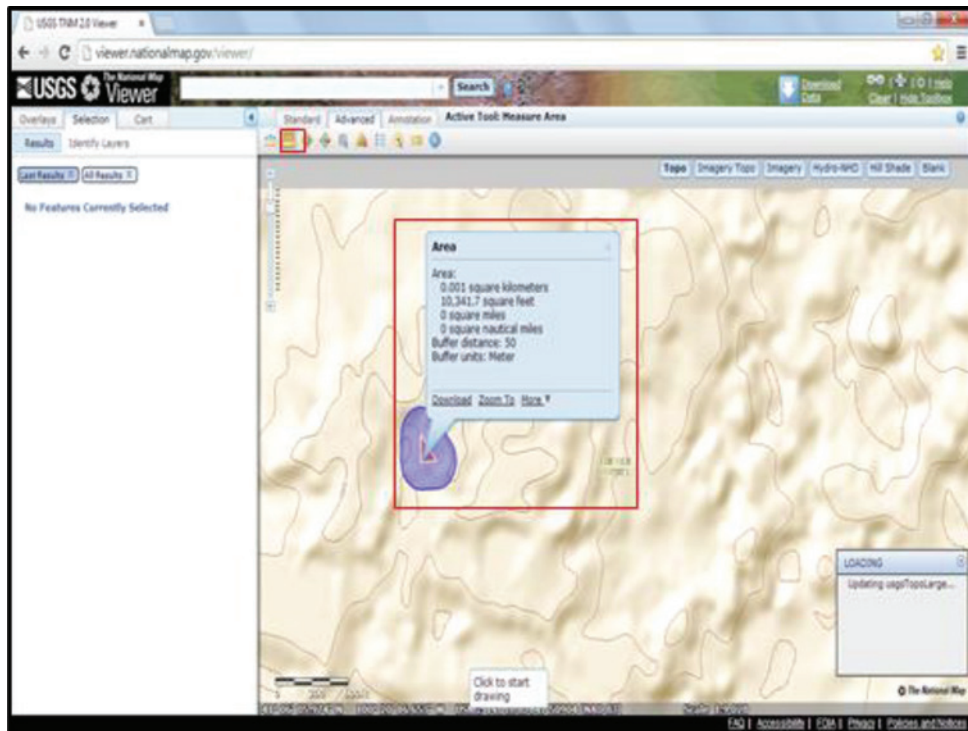 USGS TNM 2.0 Viewer
viewer.nationalmap.gov/viewer/
USGS The National Map Viewer
Search
Download Data
Help
Clear | Hide Toolbox
Overlays Selection Cart
Standard Advanced Annotation Active Tool: Measure Area
Results Identify Layers
Last Results All Results
Topo Imagery Topo Imagery Hydro-NHD Hill Shade Blank
No Features Currently Selected
Area
Area:
0.001 square kilometers
10,341.7 square feet
0 square miles
0 square nautical miles
Buffer distance: 50
Buffer units: Meter
Download Zoom To More
LOADING
Updating usgsTopoLarge...
Click to start
drawing
The National Map
FAQ | Accessibility | FOIA | Privacy | Policies and Notices